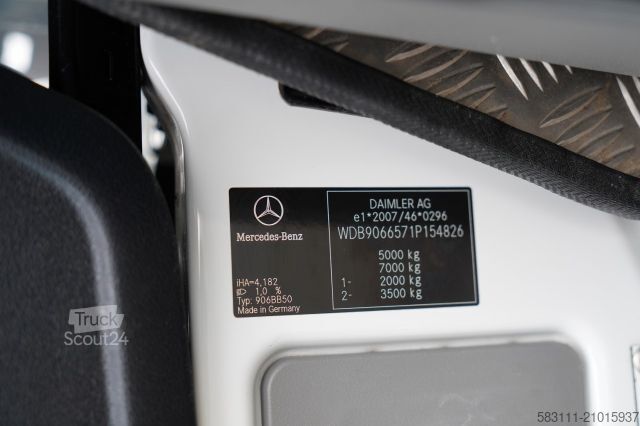 Mercedes-Benz
iHA=4,182
1,0 %
Typ: 906BB50
Made in Germany
DAIMLER AG
e1*2007/46*0296
WDB9066571P154826
5000 kg
7000 kg
1- 2000 kg
2- 3500 kg
Truck
Scout24
583111-21015937